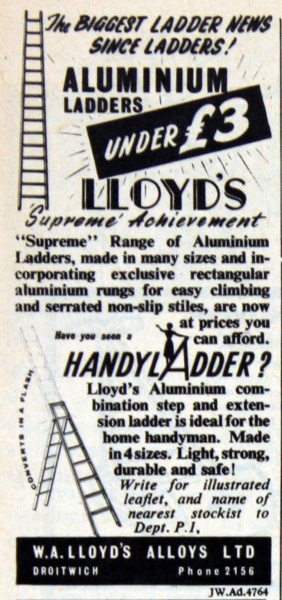 The BIGGEST LADDER NEWS
SINCE LADDERS!
ALUMINIUM
LADDERS
UNDER £3
LLOYD'S
'Supreme' Achievement
"Supreme" Range of Aluminium
Ladders, made in many sizes and in-
corporating exclusive rectangular
aluminium rungs for easy climbing
and serrated non-slip stiles, are now
at prices you
can afford.
Have you seen a
HANDYLADDER?
CONVERTS IN A FLASH
Lloyd's Aluminium com-
bination step and exten-
sion ladder is ideal for the
home handyman. Made
in 4 sizes. Light, strong,
durable and safe!
Write for illustrated
leaflet, and name of
nearest stockist to
Dept. P.1,
W.A. LLOYD'S ALLOYS LTD
DROITWICH Phone 2156
JW.Ad.4764